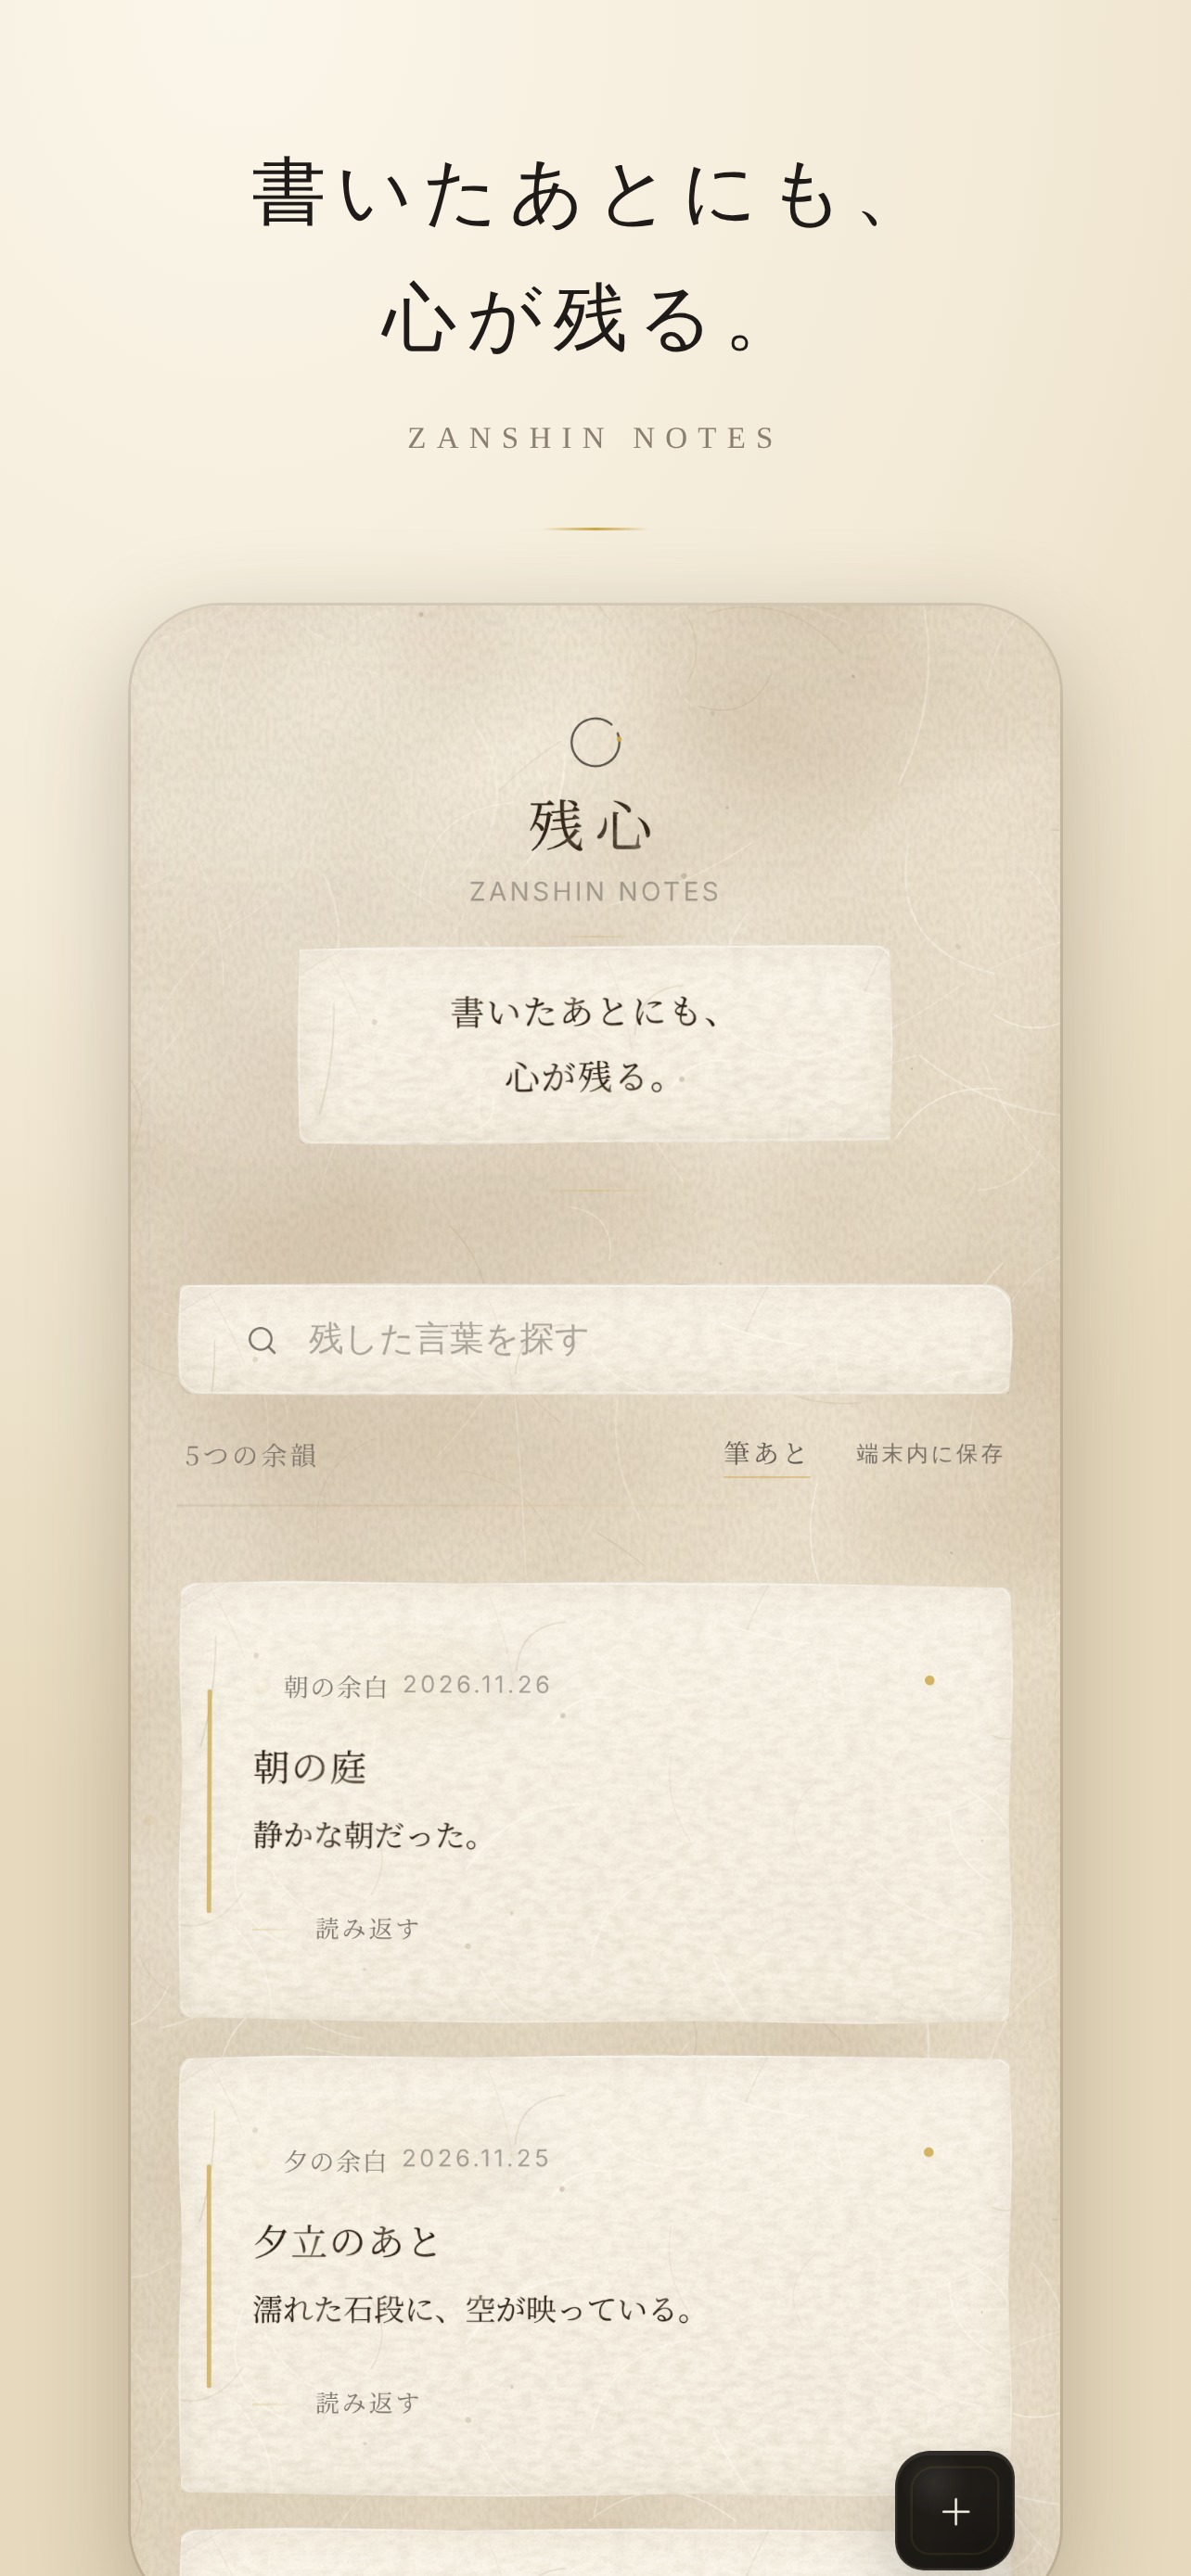 書いたあとにも、
心が残る。
ZANSHIN NOTES
残心
ZANSHIN NOTES
書いたあとにも、
心が残る。
残した言葉を探す
5つの余韻 筆あと 端末内に保存
朝の余白 2026.11.26
朝の庭
静かな朝だった。
読み返す
夕の余白 2026.11.25
夕立のあと
濡れた石段に、空が映っている。
読み返す